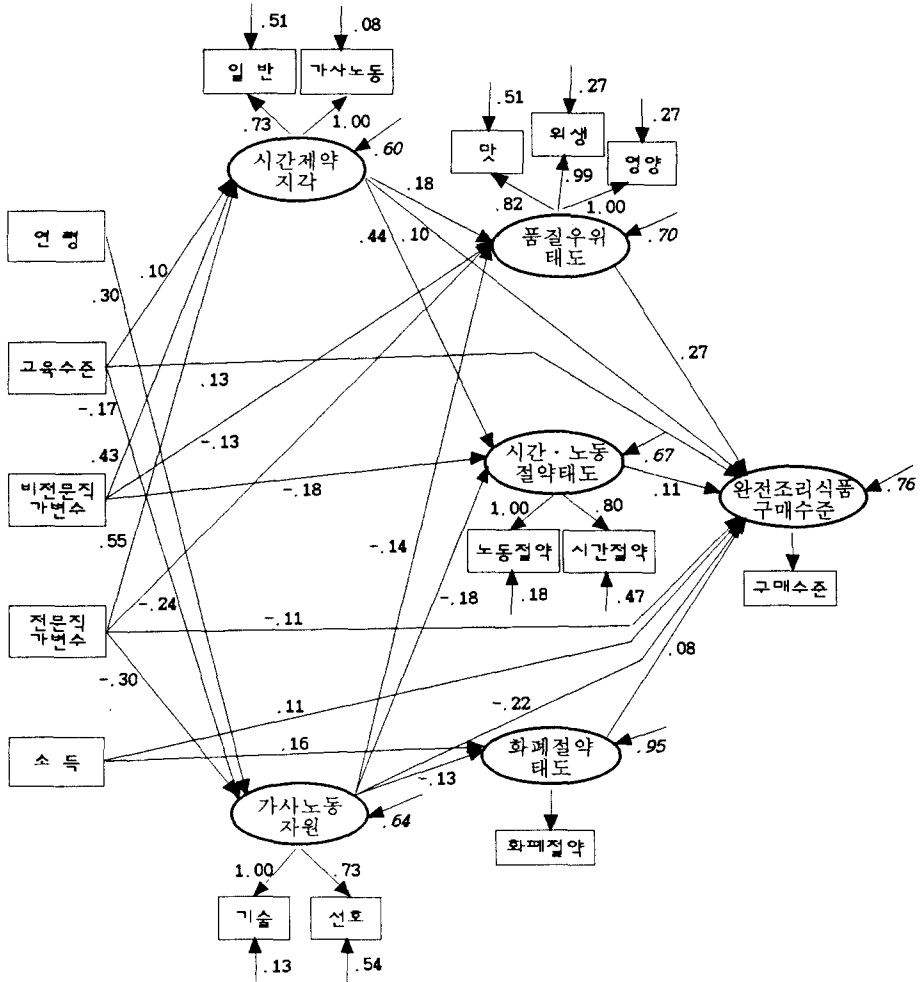 .51
.08
일 반
가사노동
.73
1.00
시간제약
지각
.60
.51
.27
.27
맛
위생
영양
.82
.99
1.00
품질우위
태도
.70
.18
.44
.10
연 령
.10
.30
교육수준
-.17
.13
.27
.43
-.13
비전문직
가변수
-.18
시간·노동
절약태도
.67
.11
완전조리식품
구매수준
.76
1.00
.80
노동절약
시간절약
.18
.47
구매수준
.55
-.14
-.18
전문직
가변수
-.24
-.11
-.30
.08
-.22
.11
소 득
.16
화폐절약
태도
.95
-.13
화폐절약
가사노동
자원
.64
1.00
.73
기술
선호
.13
.54